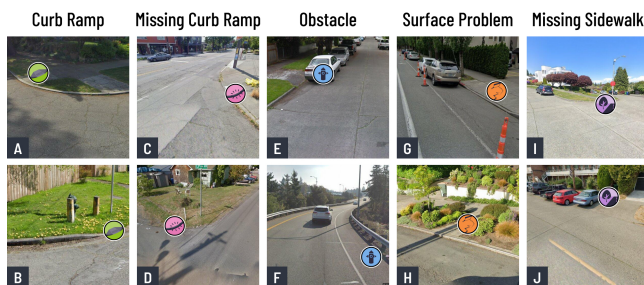 Curb Ramp Missing Curb Ramp Obstacle Surface Problem Missing Sidewalk
A C E G I
B D F H J